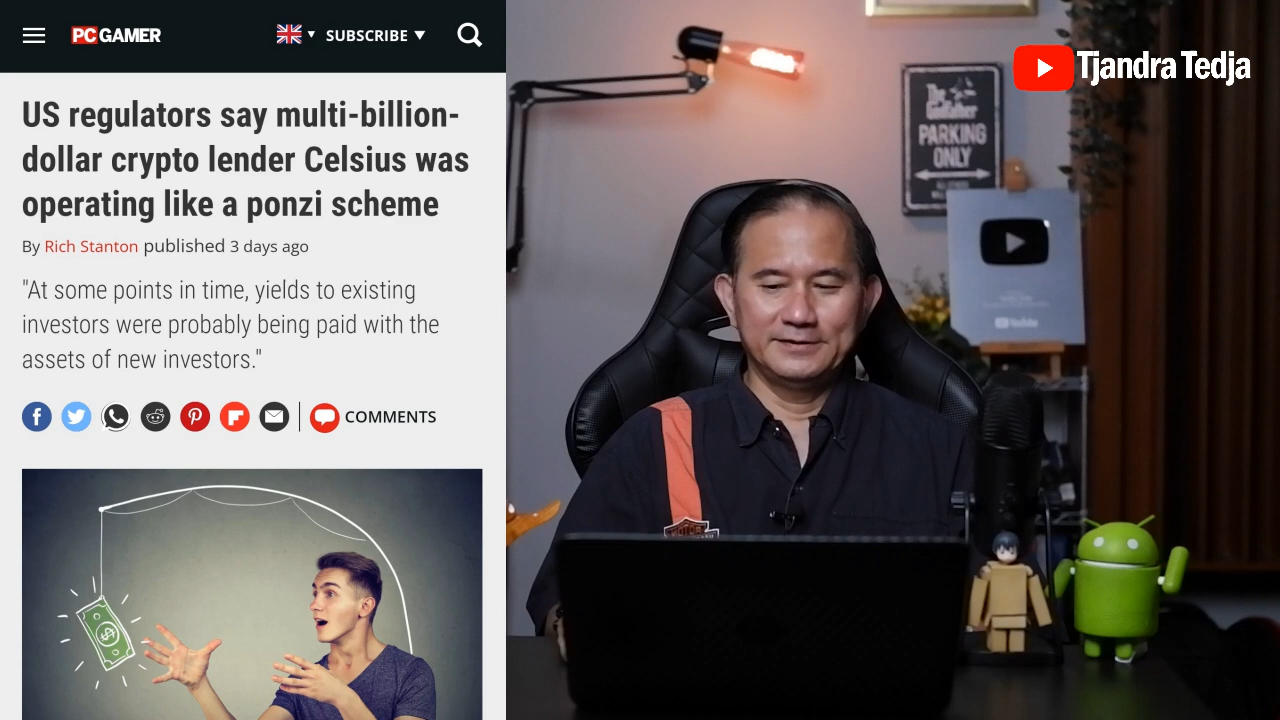 PC GAMER
SUBSCRIBE
US regulators say multi-billion-
dollar crypto lender Celsius was
operating like a ponzi scheme
By Rich Stanton published 3 days ago
"At some points in time, yields to existing
investors were probably being paid with the
assets of new investors."
COMMENTS
Tjandra Tedja
The
Godfather
PARKING
ONLY
YouTube